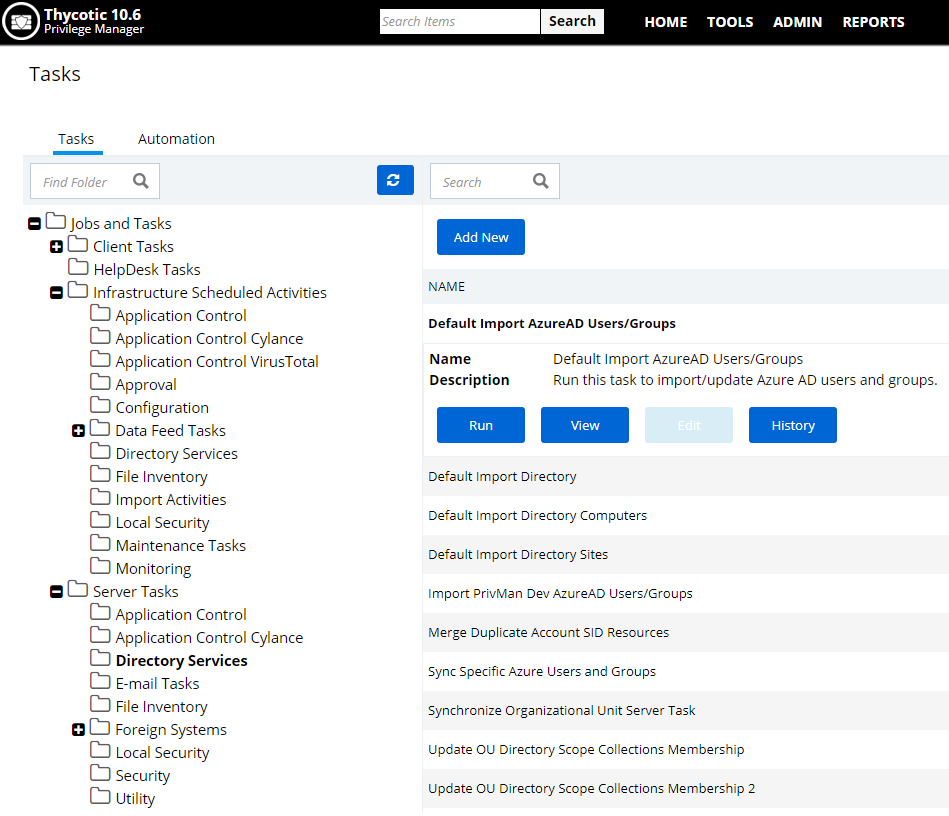 Thycotic 10.6
Privilege Manager
Search Items
Search
HOME TOOLS ADMIN REPORTS
Tasks
Tasks Automation
Find Folder
Search
Jobs and Tasks
Client Tasks
HelpDesk Tasks
Infrastructure Scheduled Activities
Application Control
Application Control Cylance
Application Control VirusTotal
Approval
Configuration
Data Feed Tasks
Directory Services
File Inventory
Import Activities
Local Security
Maintenance Tasks
Monitoring
Server Tasks
Application Control
Application Control Cylance
Directory Services
E-mail Tasks
File Inventory
Foreign Systems
Local Security
Security
Utility
Add New
NAME
Default Import AzureAD Users/Groups
Name Default Import AzureAD Users/Groups
Description Run this task to import/update Azure AD users and groups.
Run View Edit History
Default Import Directory
Default Import Directory Computers
Default Import Directory Sites
Import PrivMan Dev AzureAD Users/Groups
Merge Duplicate Account SID Resources
Sync Specific Azure Users and Groups
Synchronize Organizational Unit Server Task
Update OU Directory Scope Collections Membership
Update OU Directory Scope Collections Membership 2